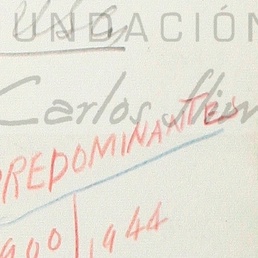 UNDACIÓN
Carlos
PREDOMINANTES
900 | 1944